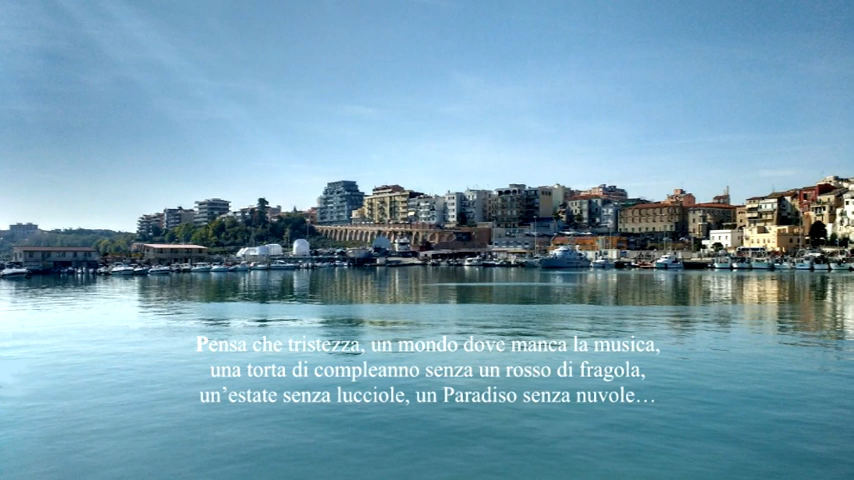 Pensa che tristezza, un mondo dove manca la musica,
una torta di compleanno senza un rosso di fragola,
un’estate senza lucciole, un Paradiso senza nuvole…